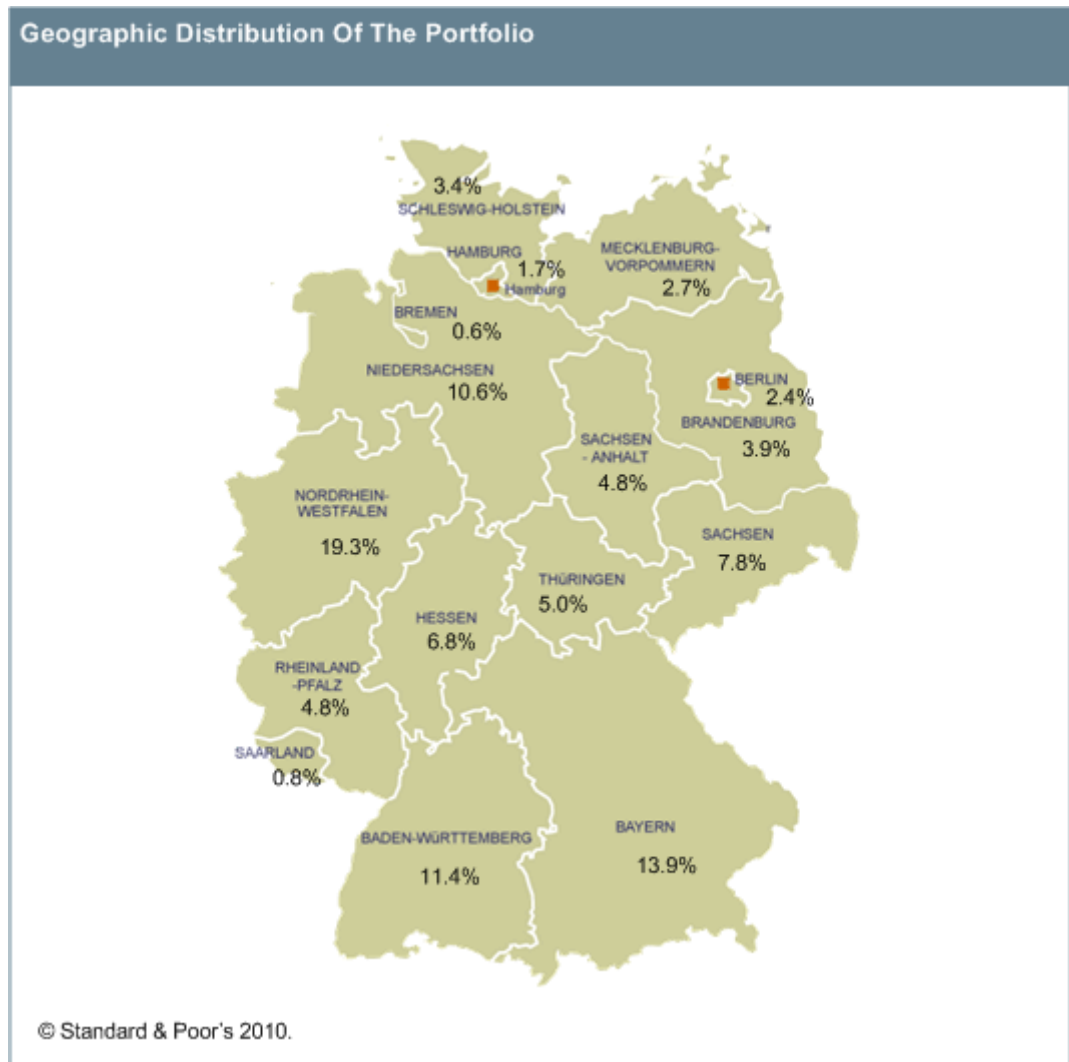 Geographic Distribution Of The Portfolio
3.4%
SCHLESWIG-HOLSTEIN
HAMBURG
1.7%
Hamburg
MECKLENBURG-
VORPOMMERN
2.7%
BREMEN
0.6%
NIEDERSACHSEN
10.6%
BERLIN
2.4%
BRANDENBURG
3.9%
SACHSEN
- ANHALT
4.8%
NORDRHEIN-
WESTFALEN
19.3%
SACHSEN
7.8%
THüRINGEN
5.0%
HESSEN
6.8%
RHEINLAND
-PFALZ
4.8%
SAARLAND
0.8%
BADEN-WüRTTEMBERG
11.4%
BAYERN
13.9%
© Standard & Poor's 2010.